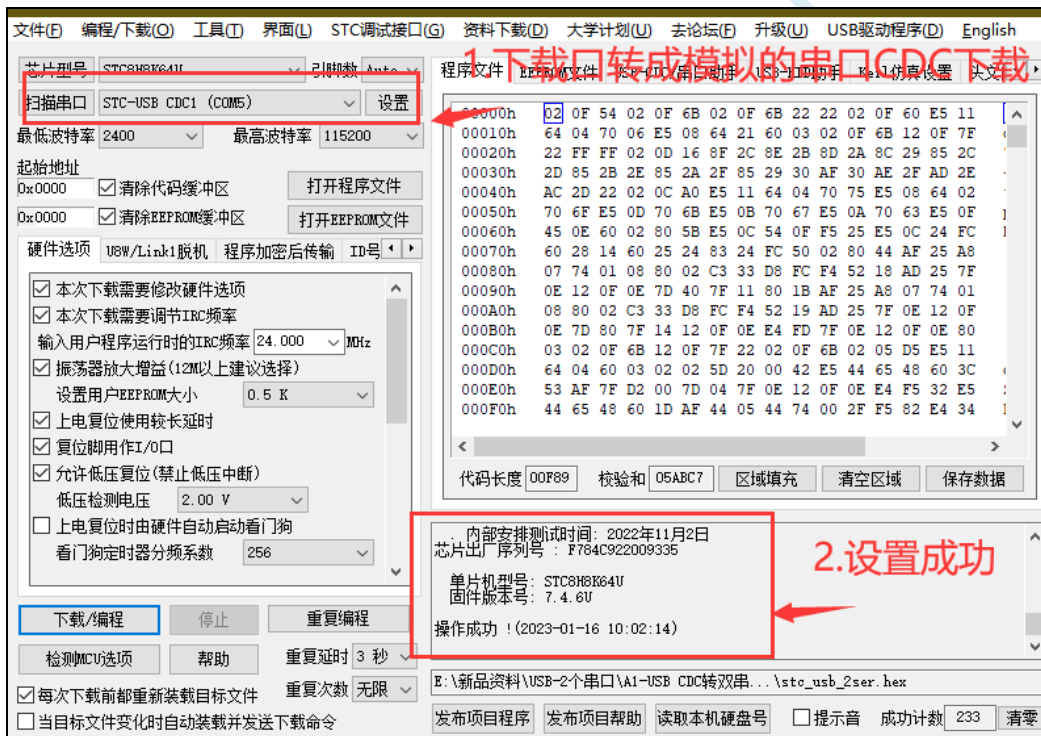 文件(F) 编程/下载(O) 工具(T) 界面(L) STC调试接口(G) 资料下载(D) 大学计划(U) 去论坛(F) 升级(U) USB驱动程序(D) English
1.下载口转成模拟的串口CDC下载
芯片型号 STC8H8K64U 引脚数 Auto
程序文件 EEPROM文件 USB-CDC/串口助手 USB-HID助手 Keil仿真设置 头文
扫描串口 STC-USB CDC1 (COM5) 设置
最低波特率 2400 最高波特率 115200
起始地址
0x0000 清除代码缓冲区 打开程序文件
0x0000 清除EEPROM缓冲区 打开EEPROM文件
硬件选项 U8W/Link1脱机 程序加密后传输 ID号
本次下载需要修改硬件选项
本次下载需要调节IRC频率
输入用户程序运行时的IRC频率 24.000 MHz
振荡器放大增益(12M以上建议选择)
设置用户EEPROM大小 0.5 K
上电复位使用较长延时
复位脚用作I/O口
允许低压复位(禁止低压中断)
低压检测电压 2.00 V
上电复位时由硬件自动启动看门狗
看门狗定时器分频系数 256
下载/编程 停止 重复编程
检测MCU选项 帮助 重复延时 3 秒
每次下载前都重新装载目标文件 重复次数 无限
当目标文件变化时自动装载并发送下载命令
00000h 02 0F 54 02 0F 6B 02 0F 6B 22 22 02 0F 60 E5 11
00010h 64 04 70 06 E5 08 64 21 60 03 02 0F 6B 12 0F 7F
00020h 22 FF FF 02 0D 16 8F 2C 8E 2B 8D 2A 8C 29 85 2C
00030h 2D 85 2B 2E 85 2A 2F 85 29 30 AF 30 AE 2F AD 2E
00040h AC 2D 22 02 0C A0 E5 11 64 04 70 75 E5 08 64 02
00050h 70 6F E5 0D 70 6B E5 0B 70 67 E5 0A 70 63 E5 0F
00060h 45 0E 60 02 80 5B E5 0C 54 0F F5 25 E5 0C 24 FC
00070h 60 28 14 60 25 24 83 24 FC 50 02 80 44 AF 25 A8
00080h 07 74 01 08 80 02 C3 33 D8 FC F4 52 18 AD 25 7F
00090h 0E 12 0F 0E 7D 40 7F 11 80 1B AF 25 A8 07 74 01
000A0h 08 80 02 C3 33 D8 FC F4 52 19 AD 25 7F 0E 12 0F
000B0h 0E 7D 80 7F 14 12 0F 0E E4 FD 7F 0E 12 0F 0E 80
000C0h 03 02 0F 6B 12 0F 7F 22 02 0F 6B 02 05 D5 E5 11
000D0h 64 04 60 03 02 02 5D 20 00 42 E5 44 65 48 60 3C
000E0h 53 AF 7F D2 00 7D 04 7F 0E 12 0F 0E E4 F5 32 E5
000F0h 44 65 48 60 1D AF 44 05 44 74 00 2F F5 82 E4 34
代码长度 00F89 校验和 05ABC7 区域填充 清空区域 保存数据
. 内部安排测试时间: 2022年11月2日
芯片出厂序列号 : F784C922009335
单片机型号: STC8H8K64U
固件版本号: 7.4.6U
操作成功 !(2023-01-16 10:02:14)
2.设置成功
E:\新品资料\USB-2个串口\A1-USB CDC转双串...\stc_usb_2ser.hex
发布项目程序 发布项目帮助 读取本机硬盘号 提示音 成功计数 233 清零